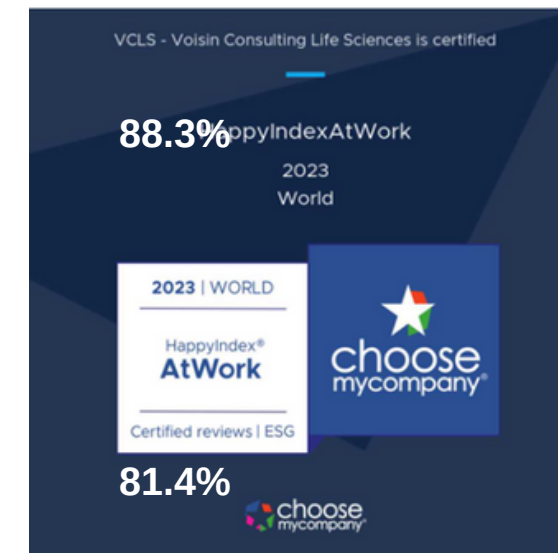 VCLS - Voisin Consulting Life Sciences is certified
88.3%
ppyIndexAtWork
2023
World
2023 | WORLD
HappyIndex®
AtWork
Certified reviews | ESG
choose
mycompany®
81.4%
choose
mycompany®